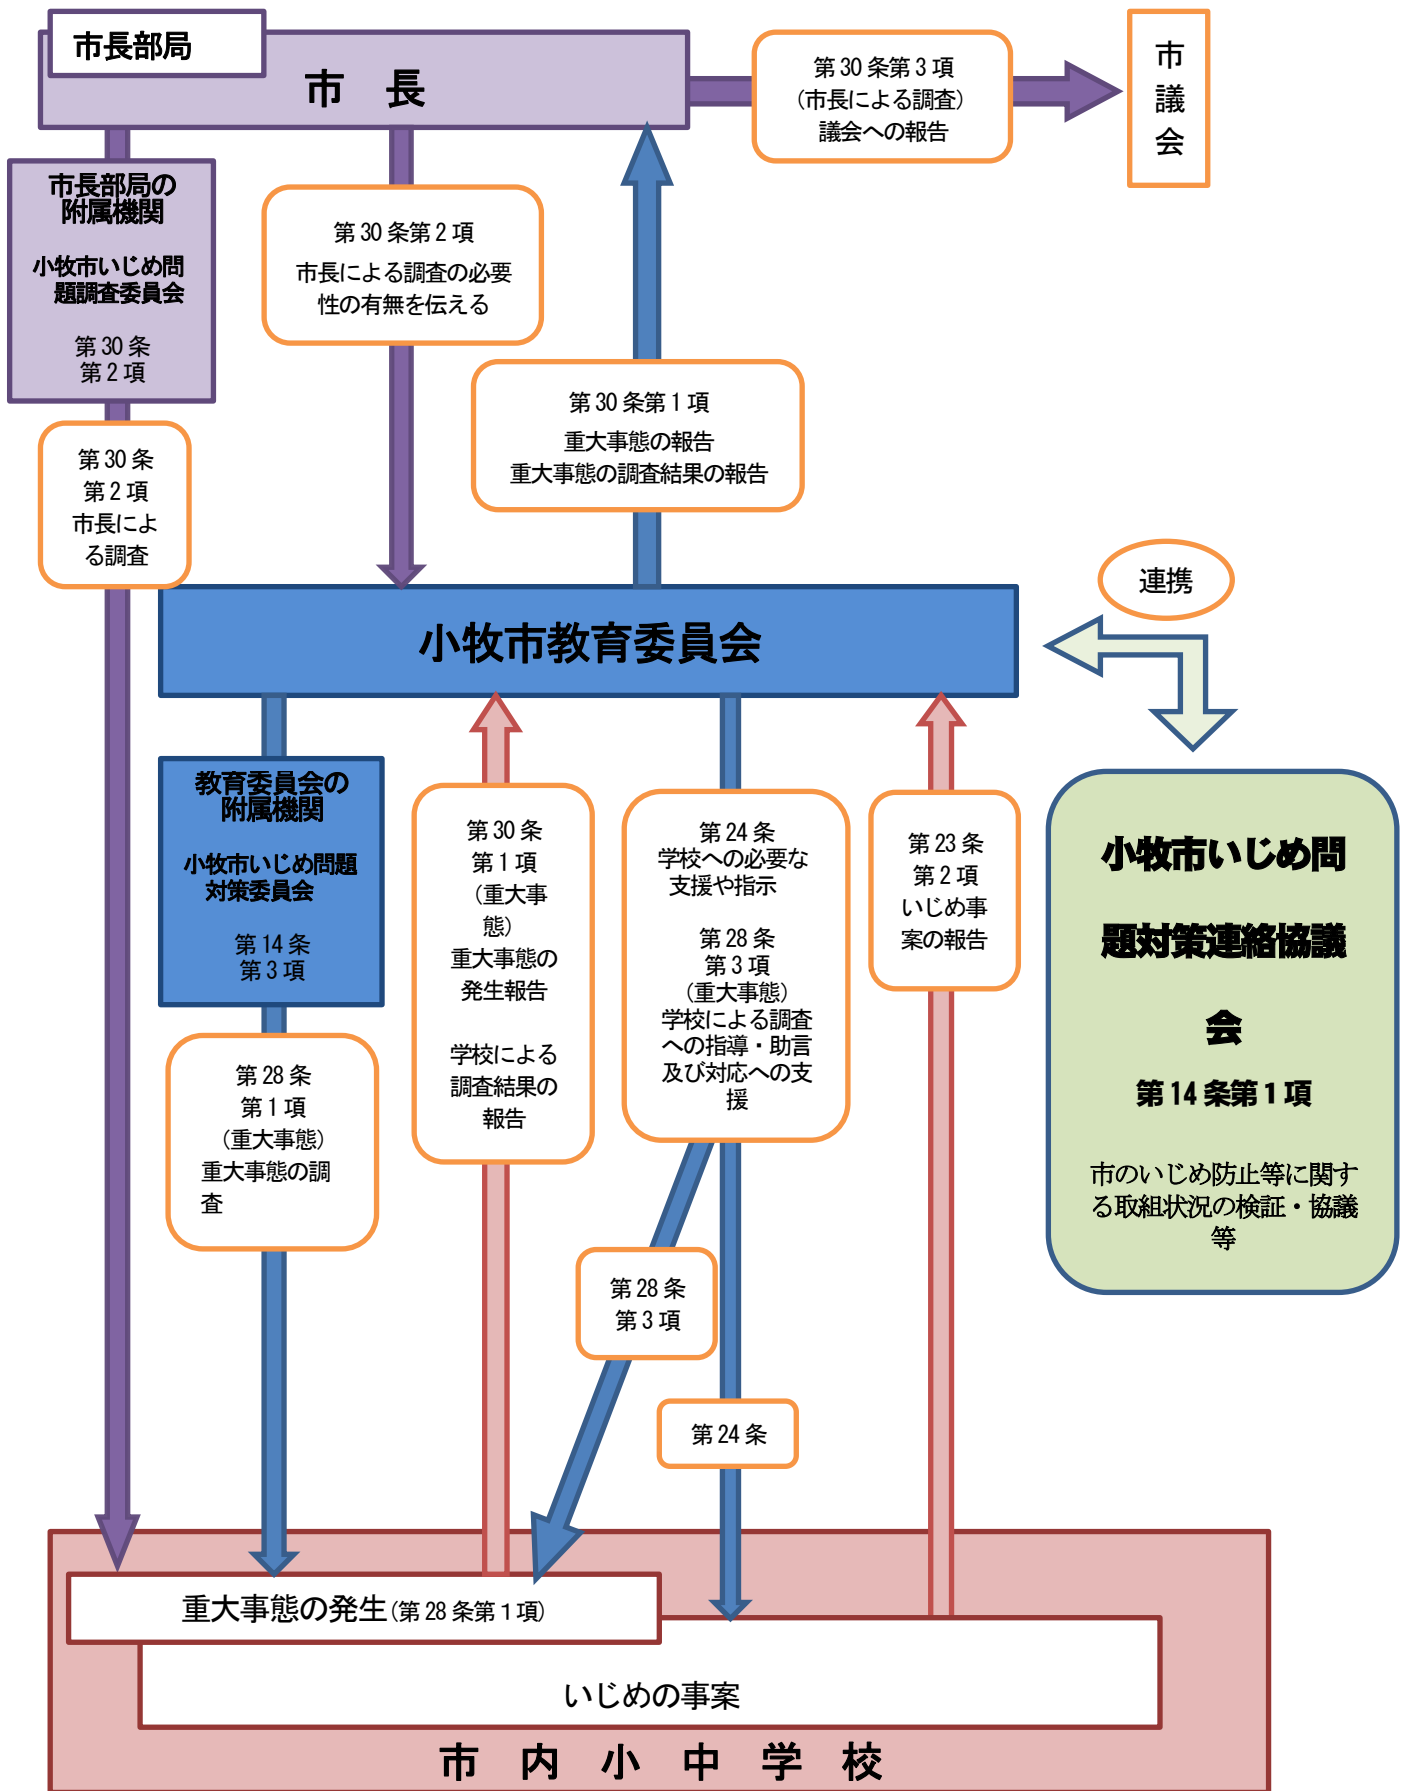 市長部局
市　長
第30条第3項
（市長による調査）
議会への報告
市
議
会
市長部局の
附属機関
小牧市いじめ問
題調査委員会
第30条
第2項
第30条第2項
市長による調査の必要
性の有無を伝える
第30条第1項
重大事態の報告
重大事態の調査結果の報告
第30条
第2項
市長によ
る調査
連携
小牧市教育委員会
教育委員会の
附属機関
小牧市いじめ問題
対策委員会
第14条
第3項
第30条
第1項
（重大事
態）
重大事態の
発生報告
学校による
調査結果の
報告
第24条
学校への必要な
支援や指示
第28条
第3項
（重大事態）
学校による調査
への指導・助言
及び対応への支
援
第23条
第2項
いじめ事
案の報告
小牧市いじめ問
題対策連絡協議
会
第14条第１項
市のいじめ防止等に関す
る取組状況の検証・協議
等
第28条
第1項
（重大事態）
重大事態の調
査
第28条
第3項
第24条
重大事態の発生(第28条第１項)
いじめの事案
市　内　小　中　学　校